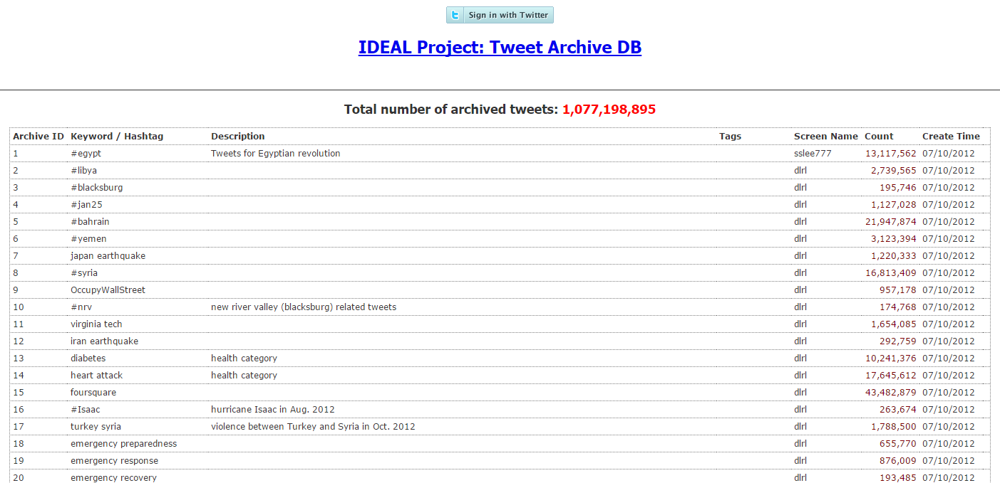 Sign in with Twitter
IDEAL Project: Tweet Archive DB
Total number of archived tweets: 1,077,198,895
Archive ID Keyword / Hashtag Description Tags Screen Name Count Create Time
1 #egypt Tweets for Egyptian revolution sslee777 13,117,562 07/10/2012
2 #libya dlrl 2,739,565 07/10/2012
3 #blacksburg dlrl 195,746 07/10/2012
4 #jan25 dlrl 1,127,028 07/10/2012
5 #bahrain dlrl 21,947,874 07/10/2012
6 #yemen dlrl 3,123,394 07/10/2012
7 japan earthquake dlrl 1,220,333 07/10/2012
8 #syria dlrl 16,813,409 07/10/2012
9 OccupyWallStreet dlrl 957,178 07/10/2012
10 #nrv new river valley (blacksburg) related tweets dlrl 174,768 07/10/2012
11 virginia tech dlrl 1,654,085 07/10/2012
12 iran earthquake dlrl 292,759 07/10/2012
13 diabetes health category dlrl 10,241,376 07/10/2012
14 heart attack health category dlrl 17,645,612 07/10/2012
15 foursquare dlrl 43,482,879 07/10/2012
16 #Isaac hurricane Isaac in Aug. 2012 dlrl 263,674 07/10/2012
17 turkey syria violence between Turkey and Syria in Oct. 2012 dlrl 1,788,500 07/10/2012
18 emergency preparedness dlrl 655,770 07/10/2012
19 emergency response dlrl 876,009 07/10/2012
20 emergency recovery dlrl 193,485 07/10/2012